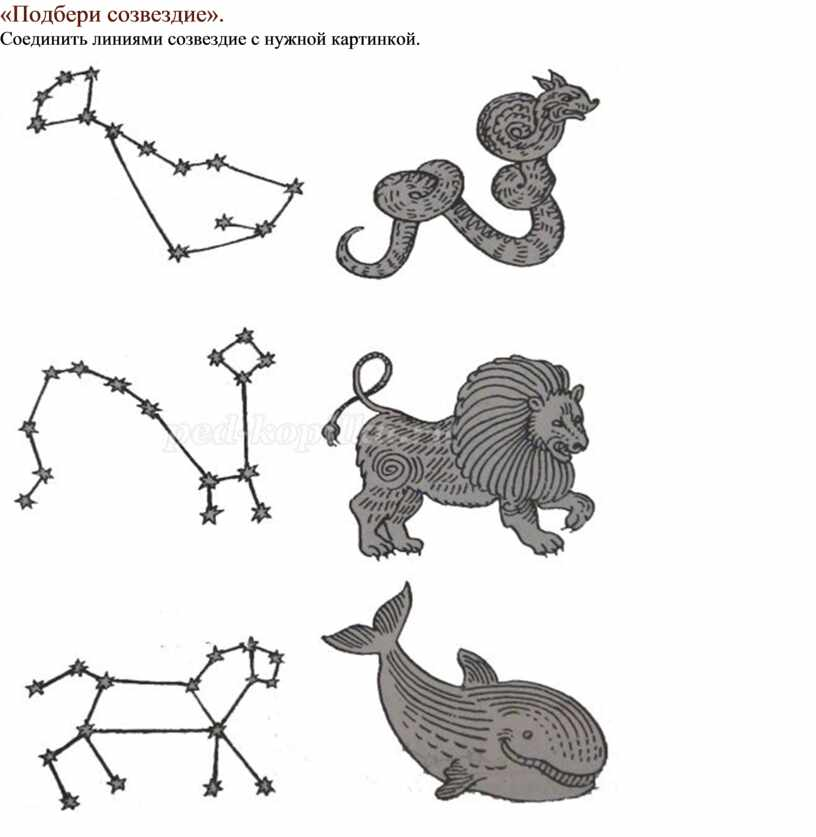 «Подбери созвездие».
Соединить линиями созвездие с нужной картинкой.